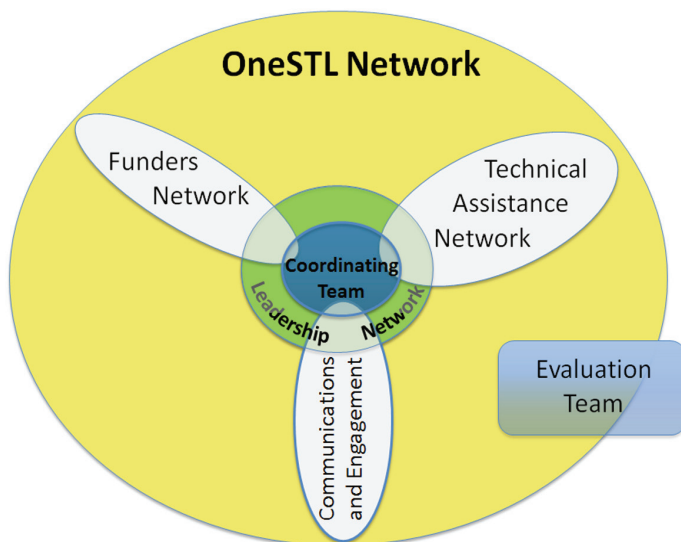 OneSTL Network
Funders
Network
Technical
Assistance
Network
Coordinating
Team
Leadership Network
Evaluation
Team
Communications
and Engagement